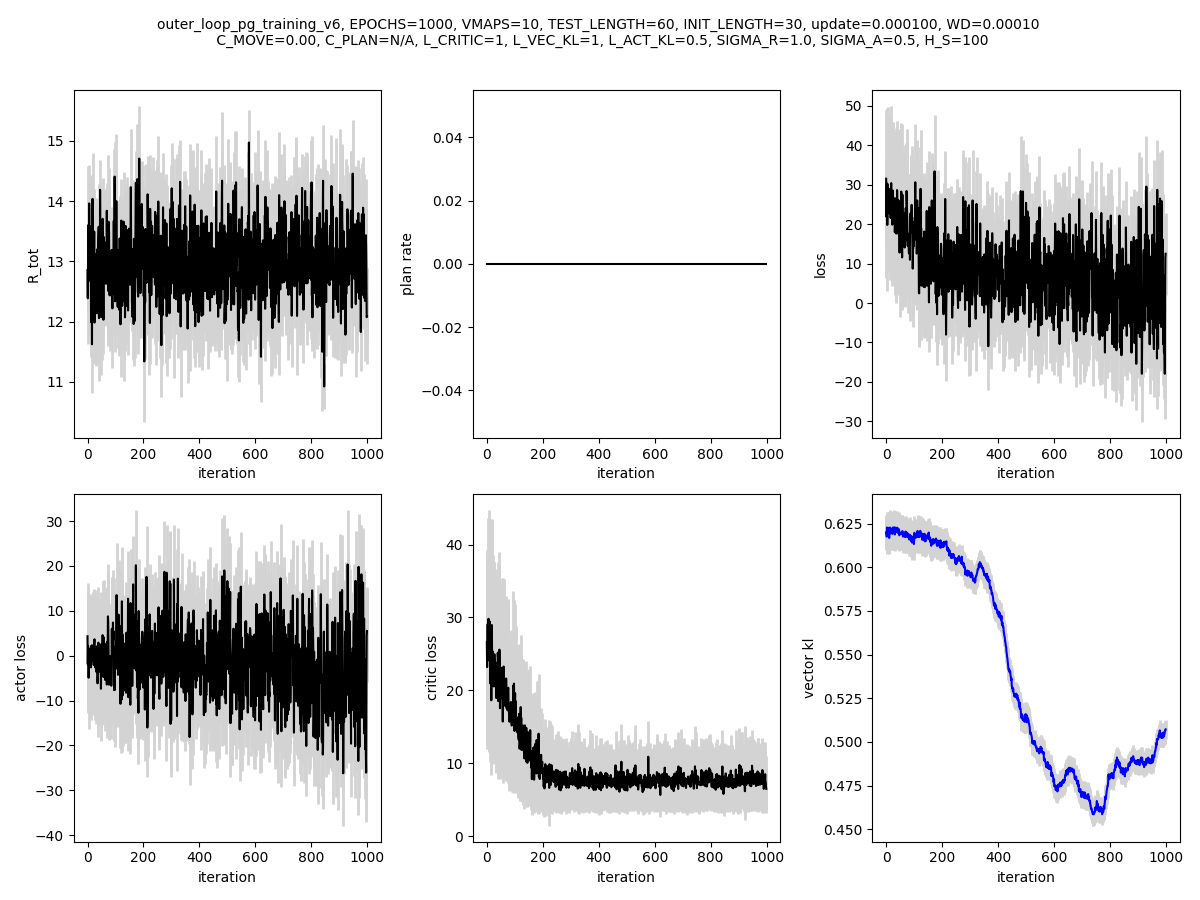 outer_loop_pg_training_v6, EPOCHS=1000, VMAPS=10, TEST_LENGTH=60, INIT_LENGTH=30, update=0.000100, WD=0.00010
C_MOVE=0.00, C_PLAN=N/A, L_CRITIC=1, L_VEC_KL=1, L_ACT_KL=0.5, SIGMA_R=1.0, SIGMA_A=0.5, H_S=100
R_tot
15
14
13
12
11
0 200 400 600 800 1000
iteration
plan rate
0.04
0.02
0.00
−0.02
−0.04
0 200 400 600 800 1000
iteration
loss
50
40
30
20
10
0
−10
−20
−30
0 200 400 600 800 1000
iteration
actor loss
30
20
10
0
−10
−20
−30
−40
0 200 400 600 800 1000
iteration
critic loss
40
30
20
10
0
0 200 400 600 800 1000
iteration
vector kl
0.625
0.600
0.575
0.550
0.525
0.500
0.475
0.450
0 200 400 600 800 1000
iteration